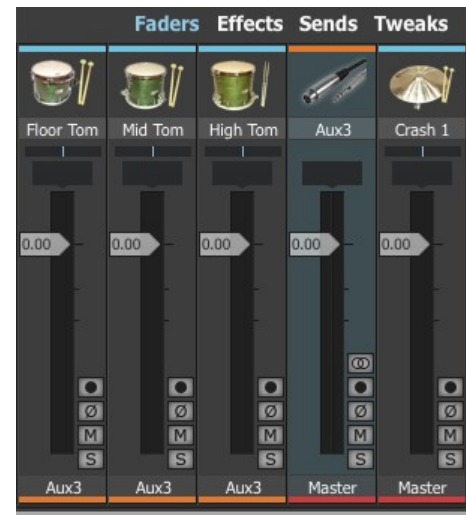 Faders Effects Sends Tweaks
Floor Tom Mid Tom High Tom Aux3 Crash 1
0.00 0.00 0.00 0.00 0.00
Ø Ø Ø Ø Ø
M M M M M
S S S S S
Aux3 Aux3 Aux3 Master Master